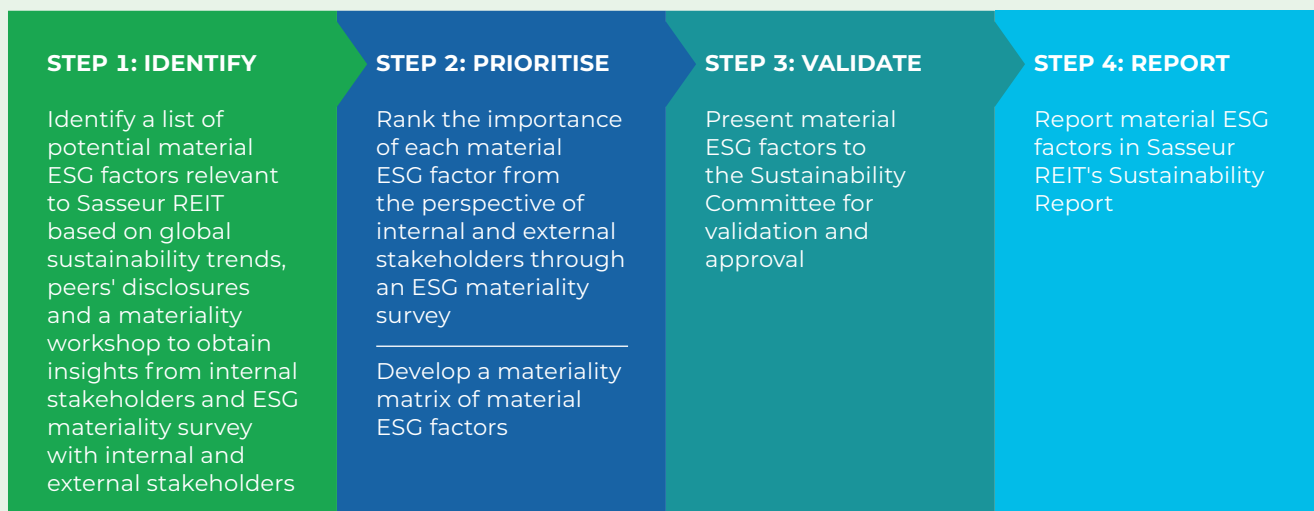 STEP 1: IDENTIFY
Identify a list of
potential material
ESG factors relevant
to Sasseur REIT
based on global
sustainability trends,
peers' disclosures
and a materiality
workshop to obtain
insights from internal
stakeholders and ESG
materiality survey
with internal and
external stakeholders
STEP 2: PRIORITISE
Rank the importance
of each material
ESG factor from
the perspective of
internal and external
stakeholders through
an ESG materiality
survey
Develop a materiality
matrix of material
ESG factors
STEP 3: VALIDATE
Present material
ESG factors to
the Sustainability
Committee for
validation and
approval
STEP 4: REPORT
Report material ESG
factors in Sasseur
REIT's Sustainability
Report